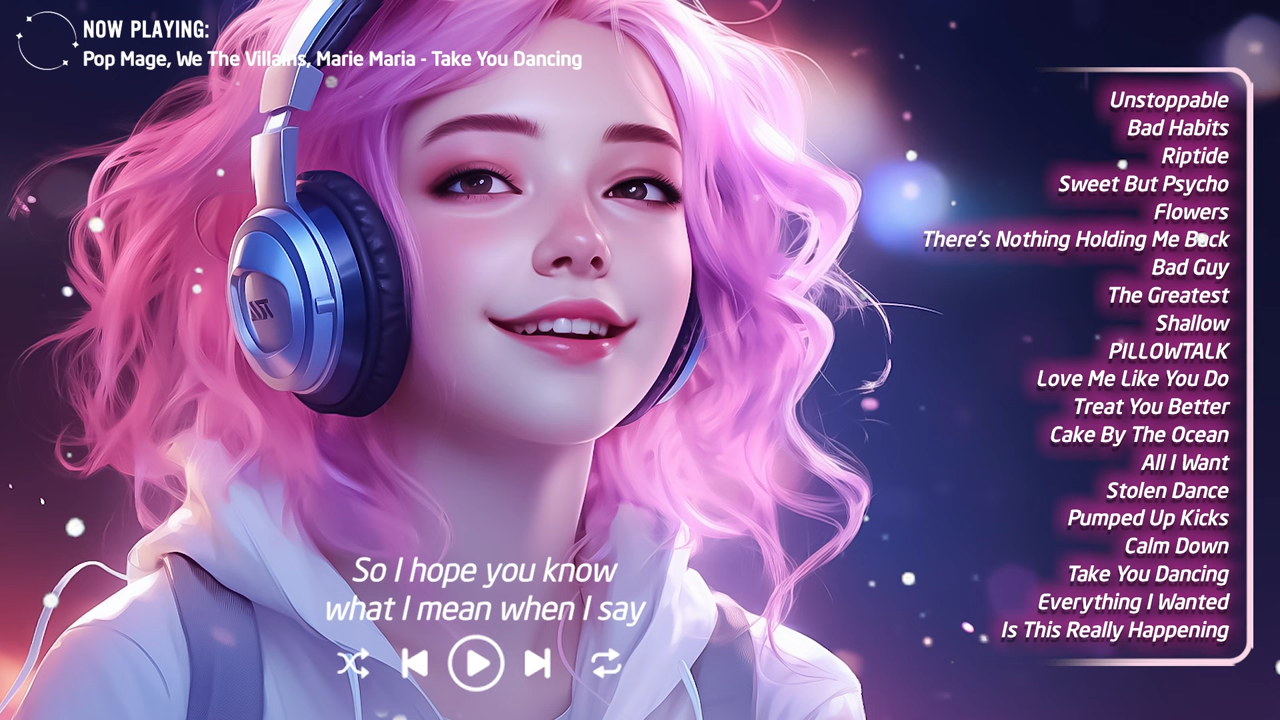 NOW PLAYING:
Pop Mage, We The Villains, Marie Maria - Take You Dancing
Unstoppable
Bad Habits
Riptide
Sweet But Psycho
Flowers
There's Nothing Holding Me Back
Bad Guy
The Greatest
Shallow
PILLOWTALK
Love Me Like You Do
Treat You Better
Cake By The Ocean
All I Want
Stolen Dance
Pumped Up Kicks
Calm Down
Take You Dancing
Everything I Wanted
Is This Really Happening
So I hope you know
what I mean when I say